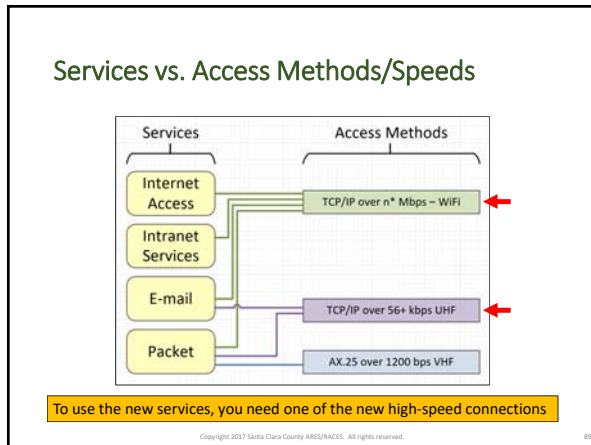 Services vs. Access Methods/Speeds
Services
Access Methods
Internet
Access
TCP/IP over n* Mbps – WiFi
Intranet
Services
E-mail
TCP/IP over 56+ kbps UHF
Packet
AX.25 over 1200 bps VHF
To use the new services, you need one of the new high-speed connections
Copyright 2017 Santa Clara County ARES/RACES. All rights reserved.
89